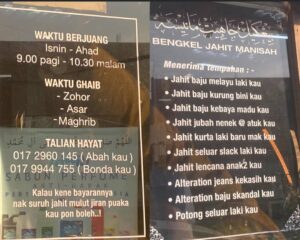 WAKTU BERJUANG
Isnin - Ahad
9.00 pagi - 10.30 malam
WAKTU GHAIB
- Zohor
- Asar
- Maghrib
TALIAN HAYAT
017 2960 145 ( Abah kau )
017 9944 755 ( Bonda kau )
Kalau kene bayarannya
nak suruh jahit mulut jiran puaka
kau pon boleh..!
SABUN PERFUME
BENGKEL JAHIT MANISAH
Menerima tempahan : -
Jahit baju melayu laki kau
Jahit baju kurung bini kau
Jahit baju kebaya madu kau
Jahit jubah nenek @ atuk kau
Jahit kurta laki baru mak kau
Jahit seluar slack laki kau
Jahit lencana anak2 kau
Alteration jeans kekasih kau
Alteration baju skandal kau
Potong seluar laki kau